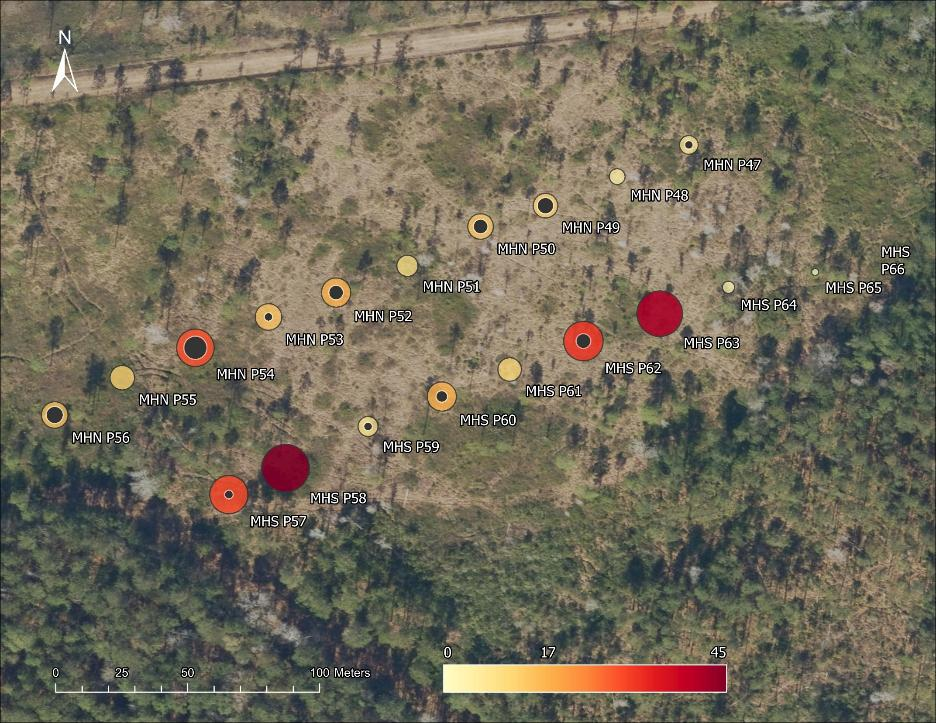 N
MHN P47
MHN P48
MHN P49
MHN P50
MHS
P66
MHN P51
MHS P65
MHS P64
MHN P52
MHN P53
MHS P63
MHS P62
MHN P54
MHS P61
MHN P55
MHS P60
MHN P56
MHS P59
MHS P58
MHS P57
0 17 45
0 25 50 100 Meters